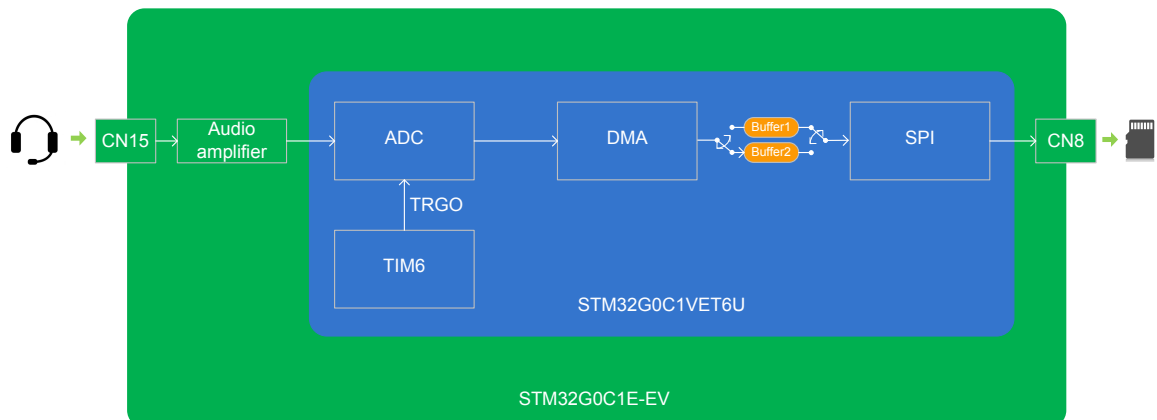 CN15
Audio
amplifier
ADC
DMA
Buffer1
Buffer2
SPI
CN8
TRGO
TIM6
STM32G0C1VET6U
STM32G0C1E-EV